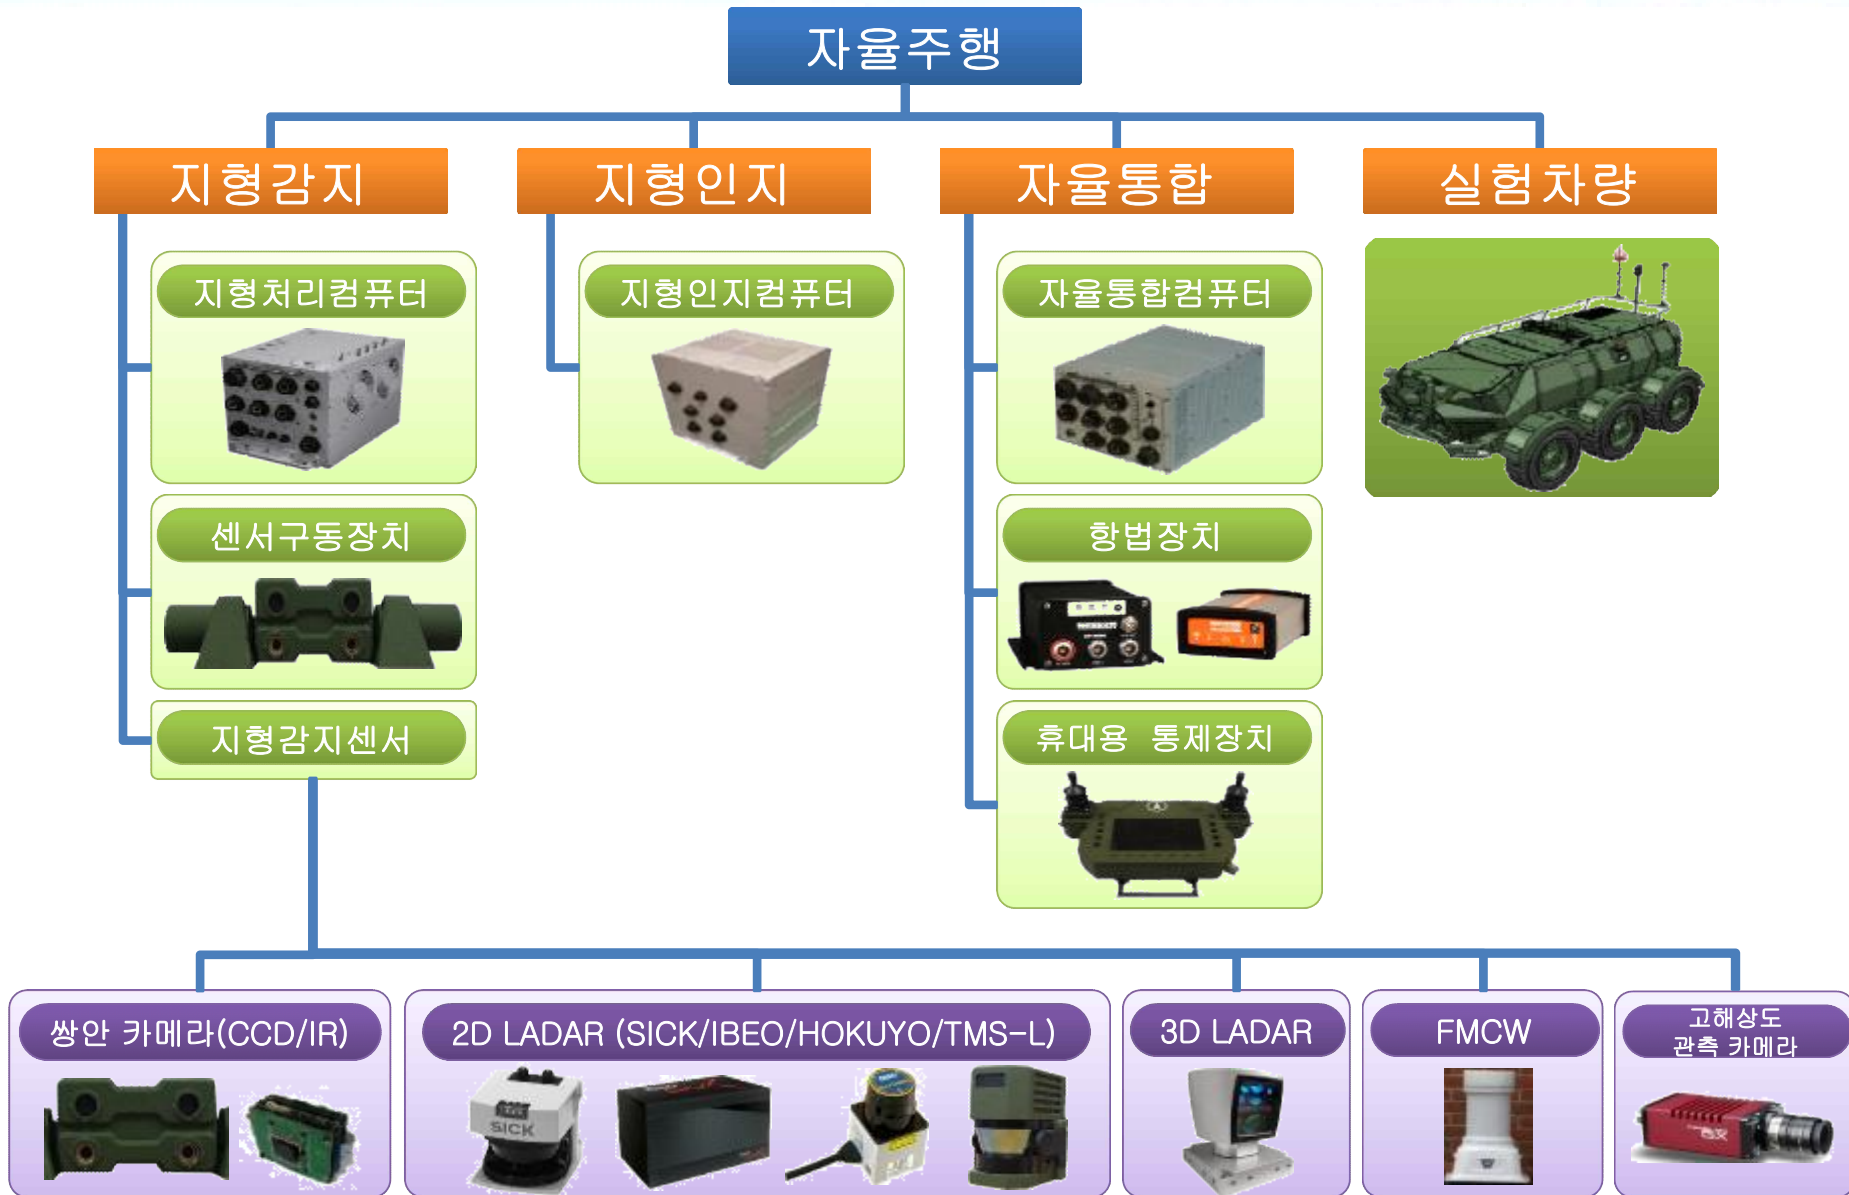 자율주행
지형감지
지형인지
자율통합
실험차량
지형처리컴퓨터
지형인지컴퓨터
자율통합컴퓨터
센서구동장치
항법장치
지형감지센서
휴대용 통제장치
쌍안 카메라(CCD/IR)
2D LADAR (SICK/IBEO/HOKUYO/TMS-L)
3D LADAR
FMCW
고해상도
관측 카메라
SICK